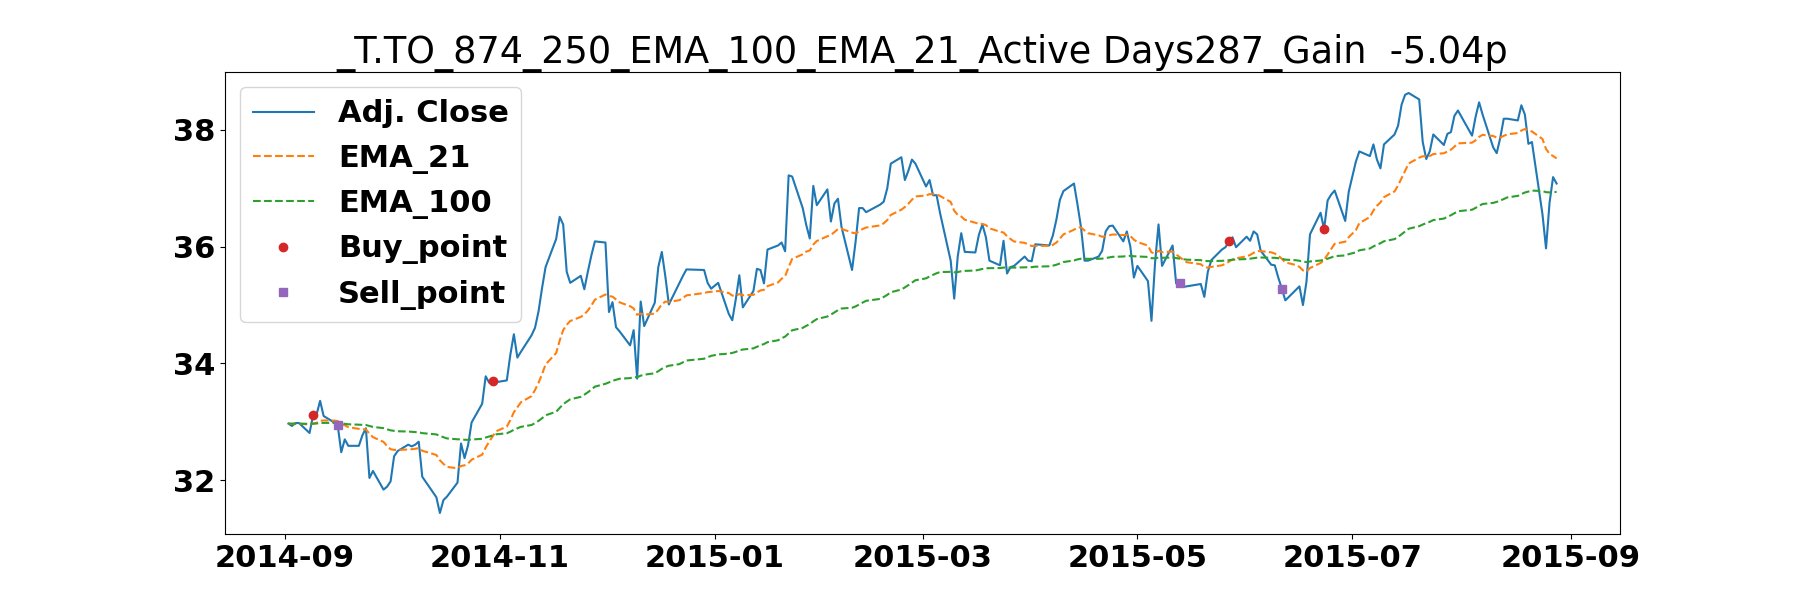 _T.TO_874_250_EMA_100_EMA_21_Active Days287_Gain  -5.04p
Adj. Close
EMA_21
EMA_100
Buy_point
Sell_point
38
36
34
32
2014-09 2014-11 2015-01 2015-03 2015-05 2015-07 2015-09